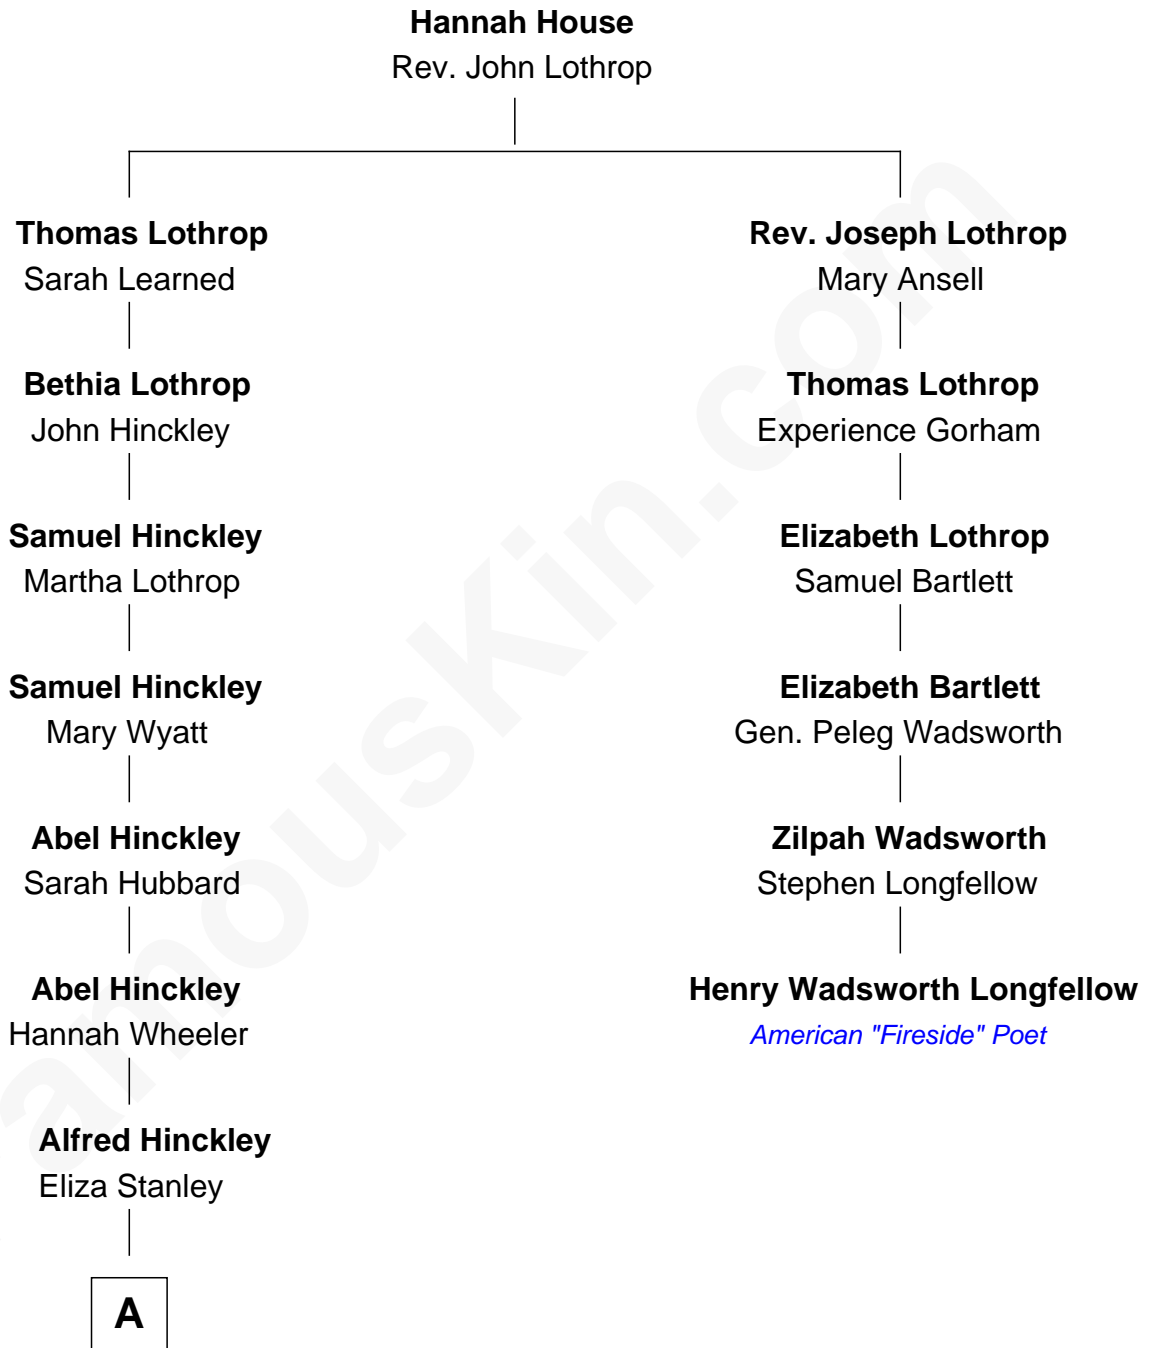 Hannah House
Rev. John Lothrop
Thomas Lothrop
Sarah Learned
Rev. Joseph Lothrop
Mary Ansell
Bethia Lothrop
John Hinckley
Thomas Lothrop
Experience Gorham
Samuel Hinckley
Martha Lothrop
Elizabeth Lothrop
Samuel Bartlett
Samuel Hinckley
Mary Wyatt
Elizabeth Bartlett
Gen. Peleg Wadsworth
Abel Hinckley
Sarah Hubbard
Zilpah Wadsworth
Stephen Longfellow
Abel Hinckley
Hannah Wheeler
Henry Wadsworth Longfellow
American "Fireside" Poet
Alfred Hinckley
Eliza Stanley
A
amouskin.com